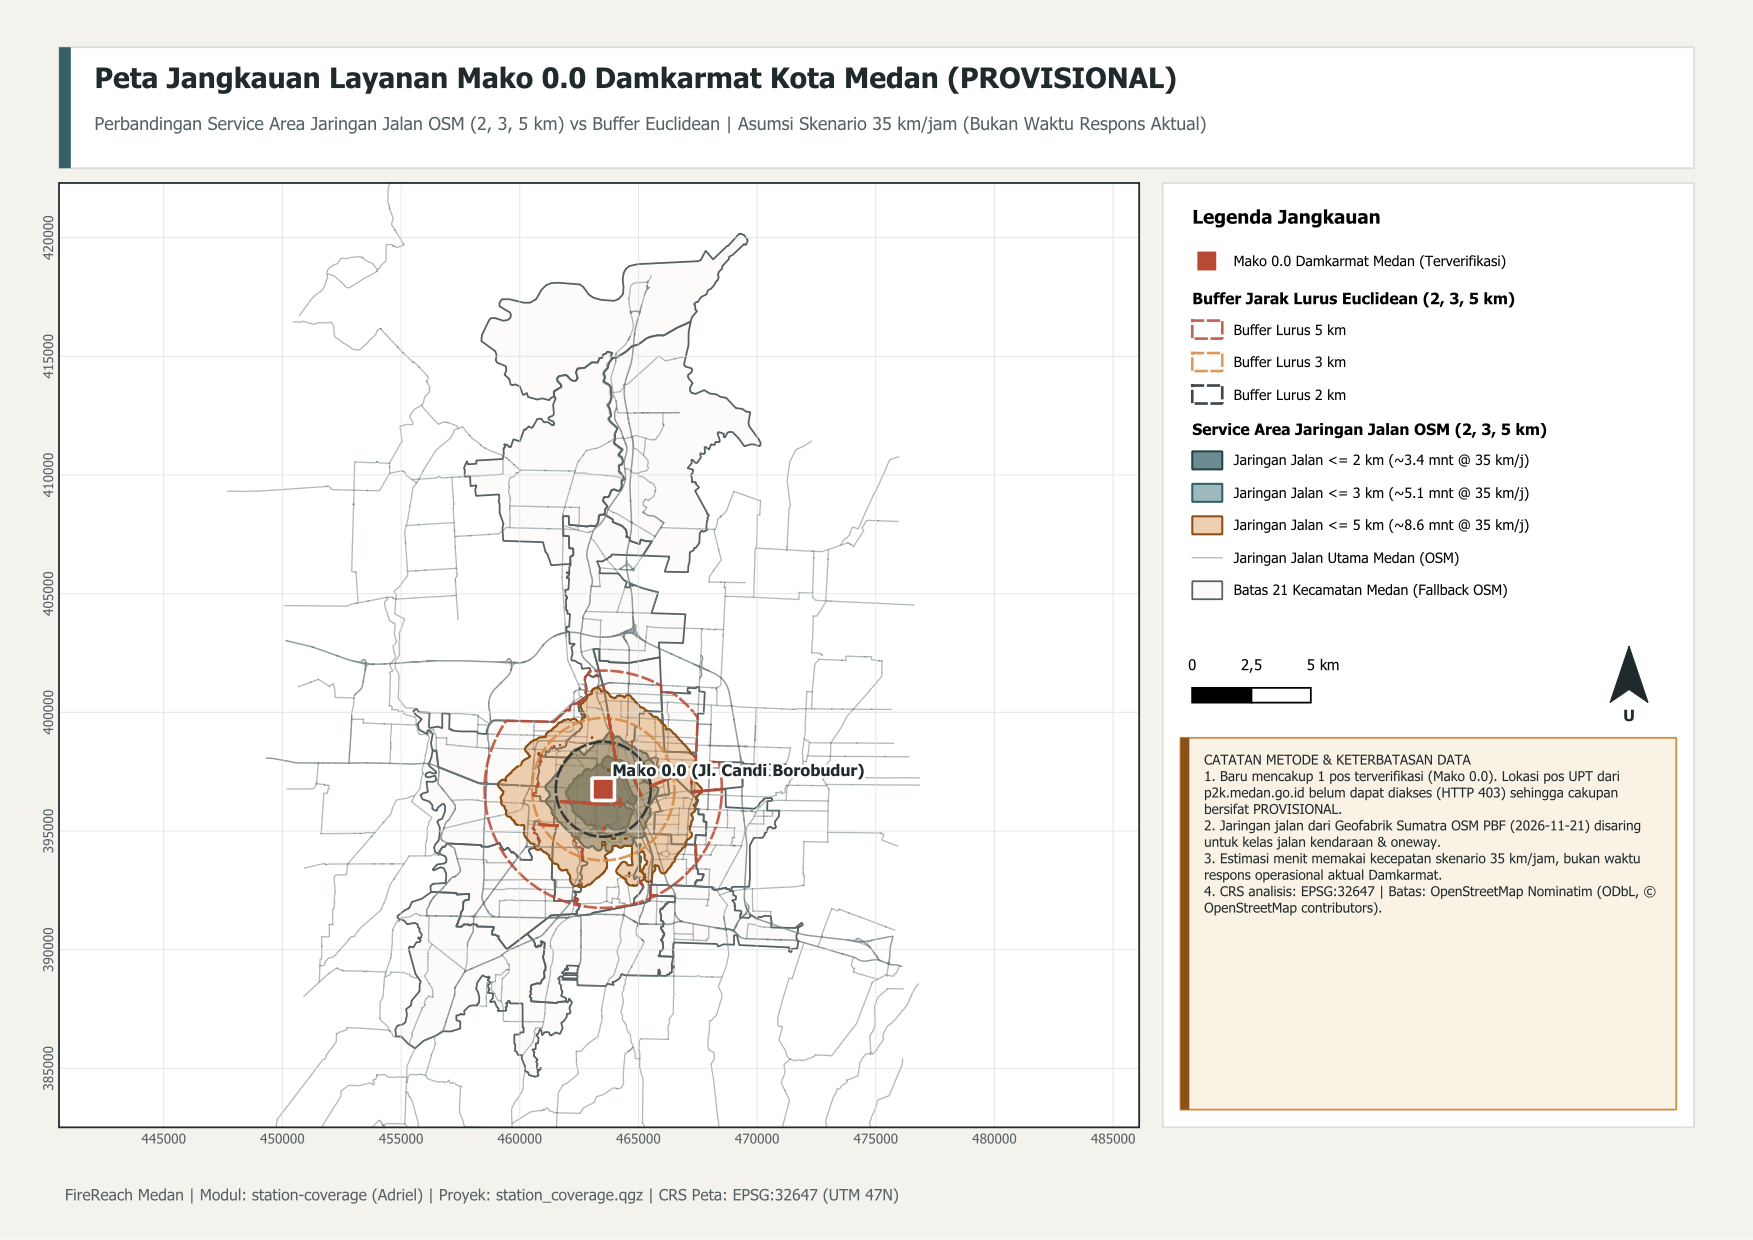 Peta Jangkauan Layanan Mako 0.0 Damkarmat Kota Medan (PROVISIONAL)
Perbandingan Service Area Jaringan Jalan OSM (2, 3, 5 km) vs Buffer Euclidean | Asumsi Skenario 35 km/jam (Bukan Waktu Respons Aktual)
420000
415000
410000
405000
400000
395000
390000
385000
Mako 0.0 (Jl. Candi Borobudur)
445000
450000
455000
460000
465000
470000
475000
480000
485000
Legenda Jangkauan
Mako 0.0 Damkarmat Medan (Terverifikasi)
Buffer Jarak Lurus Euclidean (2, 3, 5 km)
Buffer Lurus 5 km
Buffer Lurus 3 km
Buffer Lurus 2 km
Service Area Jaringan Jalan OSM (2, 3, 5 km)
Jaringan Jalan <= 2 km (~3.4 mnt @ 35 km/j)
Jaringan Jalan <= 3 km (~5.1 mnt @ 35 km/j)
Jaringan Jalan <= 5 km (~8.6 mnt @ 35 km/j)
Jaringan Jalan Utama Medan (OSM)
Batas 21 Kecamatan Medan (Fallback OSM)
0 2,5 5 km
U
CATATAN METODE & KETERBATASAN DATA
1. Baru mencakup 1 pos terverifikasi (Mako 0.0). Lokasi pos UPT dari
p2k.medan.go.id belum dapat diakses (HTTP 403) sehingga cakupan
bersifat PROVISIONAL.
2. Jaringan jalan dari Geofabrik Sumatra OSM PBF (2026-11-21) disaring
untuk kelas jalan kendaraan & oneway.
3. Estimasi menit memakai kecepatan skenario 35 km/jam, bukan waktu
respons operasional aktual Damkarmat.
4. CRS analisis: EPSG:32647 | Batas: OpenStreetMap Nominatim (ODbL, ©
OpenStreetMap contributors).
FireReach Medan | Modul: station-coverage (Adriel) | Proyek: station_coverage.qgz | CRS Peta: EPSG:32647 (UTM 47N)